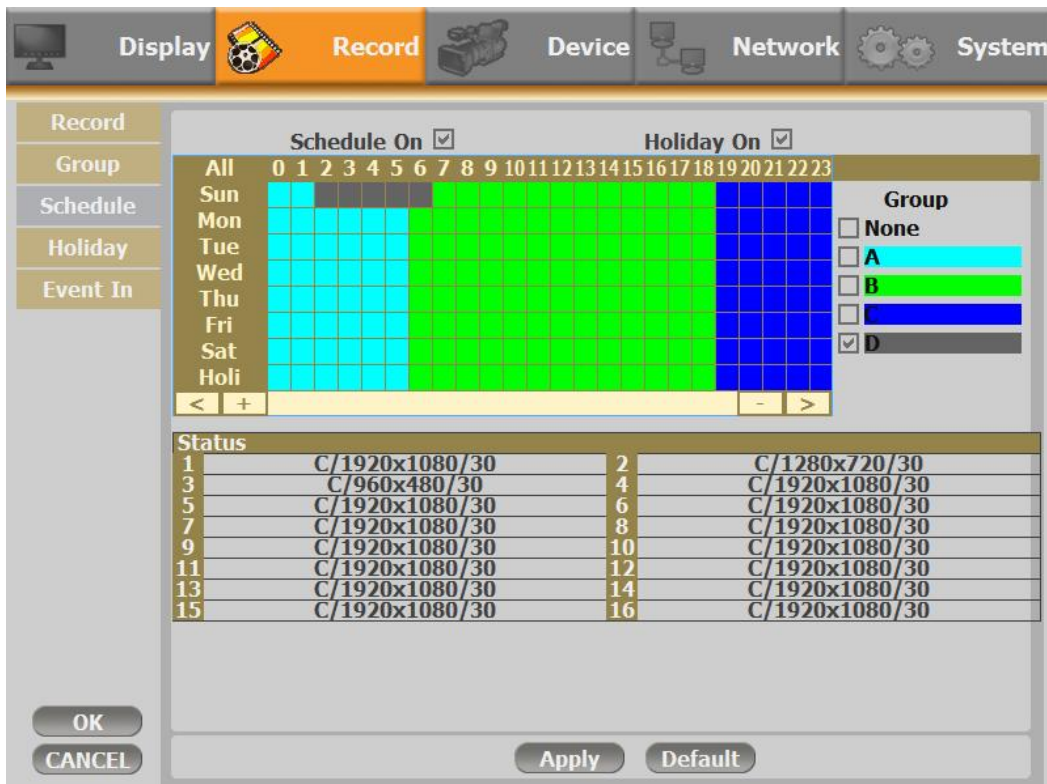 Display Record Device Network System
Record
Group
Schedule
Holiday
Event In
Schedule On Holiday On
All 0 1 2 3 4 5 6 7 8 9 10 11 12 13 14 15 16 17 18 19 20 21 22 23
Sun
Mon
Tue
Wed
Thu
Fri
Sat
Holi
< + - >
Group
None
A
B
C
D
Status
1 C/1920x1080/30 2 C/1280x720/30
3 C/960x480/30 4 C/1920x1080/30
5 C/1920x1080/30 6 C/1920x1080/30
7 C/1920x1080/30 8 C/1920x1080/30
9 C/1920x1080/30 10 C/1920x1080/30
11 C/1920x1080/30 12 C/1920x1080/30
13 C/1920x1080/30 14 C/1920x1080/30
15 C/1920x1080/30 16 C/1920x1080/30
OK
CANCEL
Apply Default